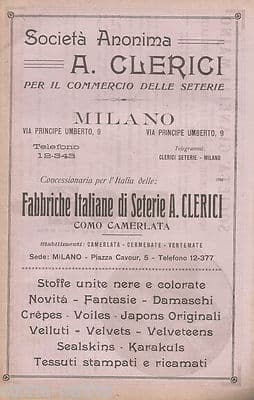 Società Anonima
A. CLERICI
PER IL COMMERCIO DELLE SETERIE
MILANO
VIA PRINCIPE UMBERTO, 9 VIA PRINCIPE UMBERTO, 9
Telefono Telegrammi:
12-343 CLERICI SETERIE - MILANO
Concessionaria per l'Italia delle:
Fabbriche Italiane di Seterie A. CLERICI
COMO CAMERLATA
Stabilimenti: CAMERLATA - CERMENATE - VERTEMATE
Sede: MILANO - Piazza Cavour, 5 - Telefono 12-377
Stoffe unite nere e colorate
Novità - Fantasie - Damaschi
Crêpes - Voiles - Japons Originali
Velluti - Velvets - Velveteens
Sealskins - Karakuls
Tessuti stampati e ricamati